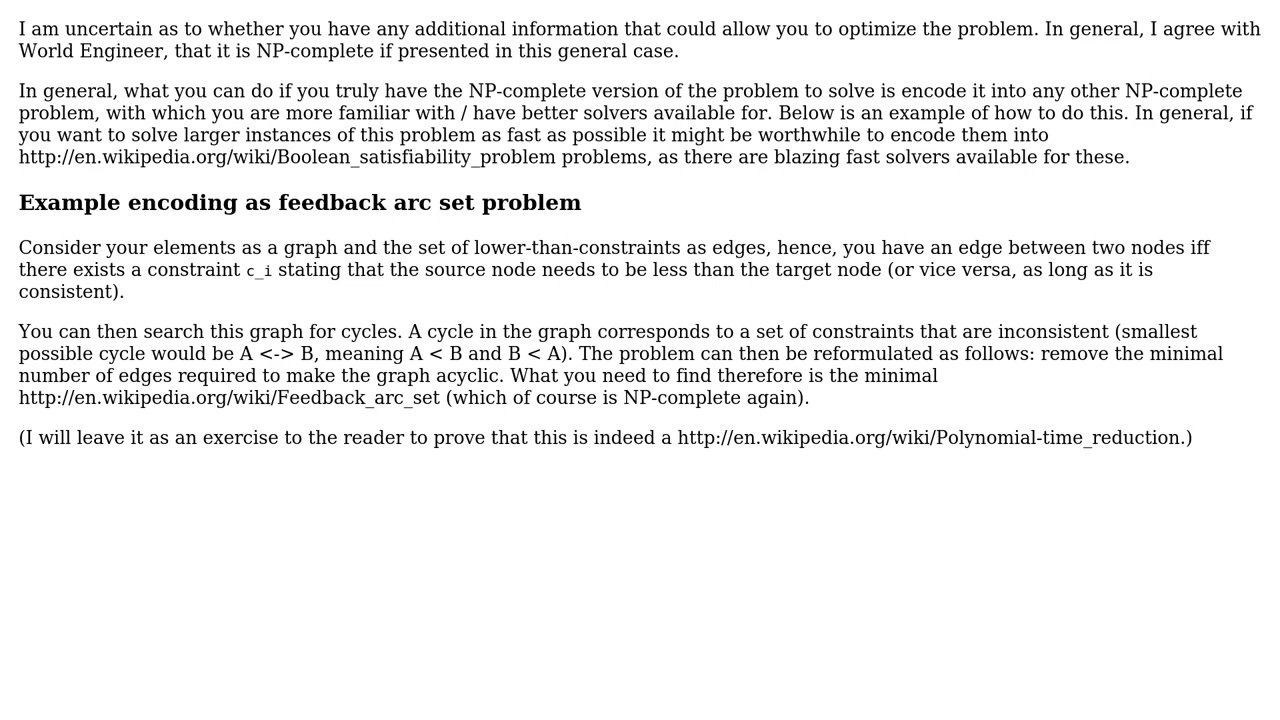 I am uncertain as to whether you have any additional information that could allow you to optimize the problem. In general, I agree with
World Engineer, that it is NP-complete if presented in this general case.
In general, what you can do if you truly have the NP-complete version of the problem to solve is encode it into any other NP-complete
problem, with which you are more familiar with / have better solvers available for. Below is an example of how to do this. In general, if
you want to solve larger instances of this problem as fast as possible it might be worthwhile to encode them into
http://en.wikipedia.org/wiki/Boolean_satisfiability_problem problems, as there are blazing fast solvers available for these.
Example encoding as feedback arc set problem
Consider your elements as a graph and the set of lower-than-constraints as edges, hence, you have an edge between two nodes iff
there exists a constraint c_i stating that the source node needs to be less than the target node (or vice versa, as long as it is
consistent).
You can then search this graph for cycles. A cycle in the graph corresponds to a set of constraints that are inconsistent (smallest
possible cycle would be A <-> B, meaning A < B and B < A). The problem can then be reformulated as follows: remove the minimal
number of edges required to make the graph acyclic. What you need to find therefore is the minimal
http://en.wikipedia.org/wiki/Feedback_arc_set (which of course is NP-complete again).
(I will leave it as an exercise to the reader to prove that this is indeed a http://en.wikipedia.org/wiki/Polynomial-time_reduction.)